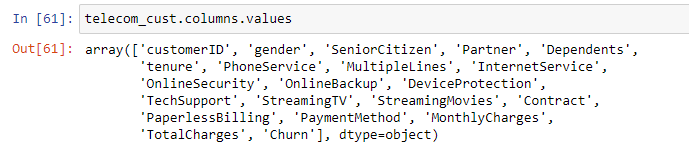 In [61]: telecom_cust.columns.values
Out[61]: array(['customerID', 'gender', 'SeniorCitizen', 'Partner', 'Dependents',
'tenure', 'PhoneService', 'MultipleLines', 'InternetService',
'OnlineSecurity', 'OnlineBackup', 'DeviceProtection',
'TechSupport', 'StreamingTV', 'StreamingMovies', 'Contract',
'PaperlessBilling', 'PaymentMethod', 'MonthlyCharges',
'TotalCharges', 'Churn'], dtype=object)